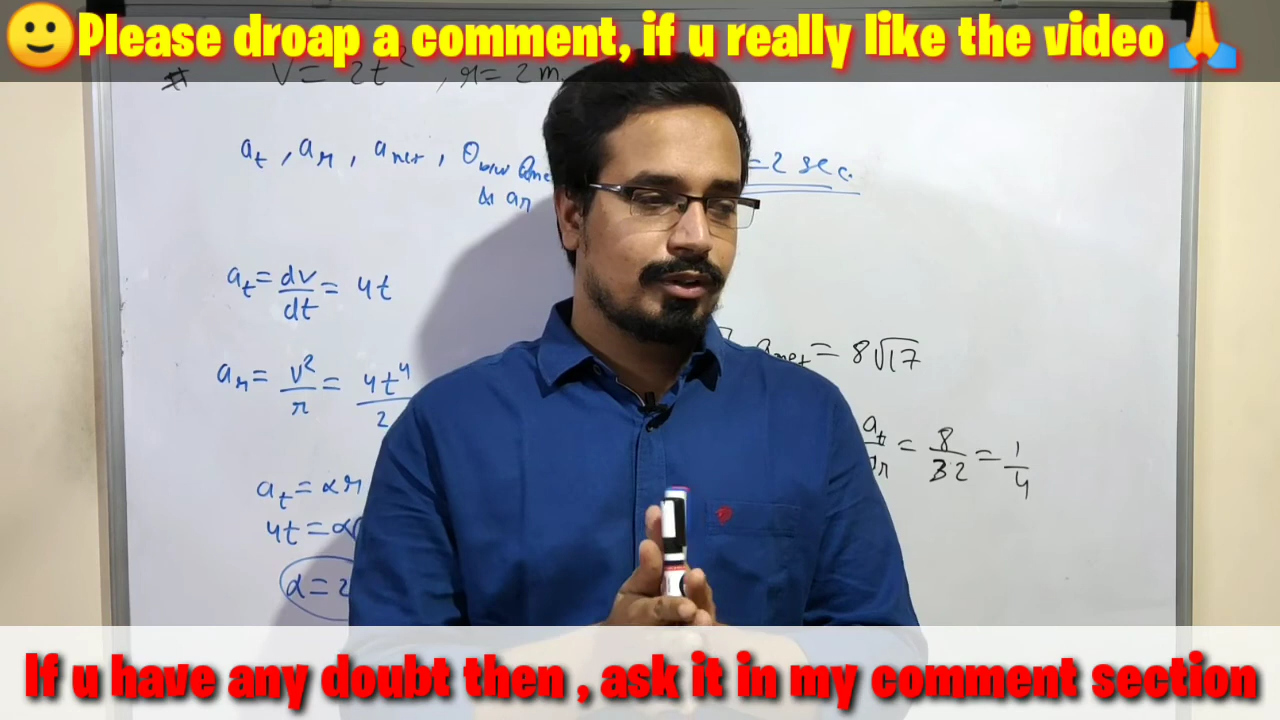 🙂Please droap a comment, if u really like the video🙏
# V = 2t² , r = 2 m.
at , ar , anet , θ b/w anet = 2 sec.
& ar
at = dv/dt = 4t
ar = v²/r = 4t⁴/2
anet = 8√17
at/ar = 8/32 = 1/4
at = αr
4t = α(
α = 2
If u have any doubt then , ask it in my comment section